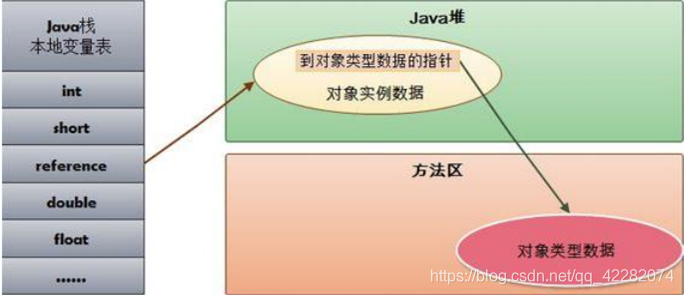 Java栈
本地变量表
int
short
reference
double
float
......
Java堆
到对象类型数据的指针
对象实例数据
方法区
对象类型数据
https://blog.csdn.net/qq_42282074